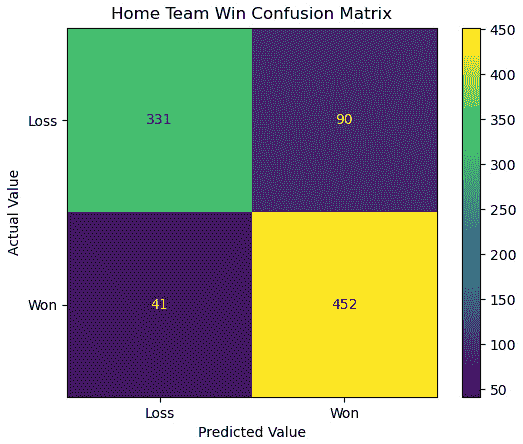 Home Team Win Confusion Matrix
450
400
350
300
250
200
150
100
50
Actual Value
Loss
331
90
Won
41
452
Loss
Won
Predicted Value